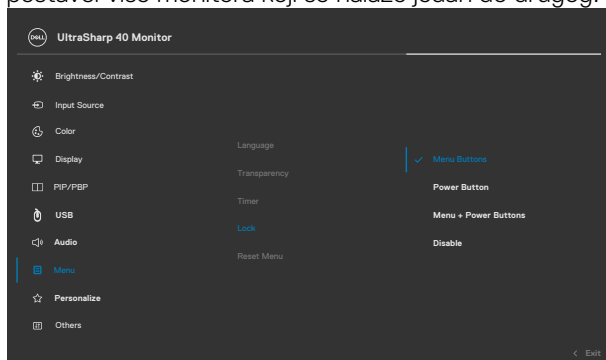 postavei više monitora koji se nalaze jedan do drugog.
DELL
UltraSharp 40 Monitor
Brightness/Contrast
Input Source
Color
Display
PIP/PBP
USB
Audio
Menu
Personalize
Others
Language
Transparency
Timer
Lock
Reset Menu
Menu Buttons
Power Button
Menu + Power Buttons
Disable
Exit